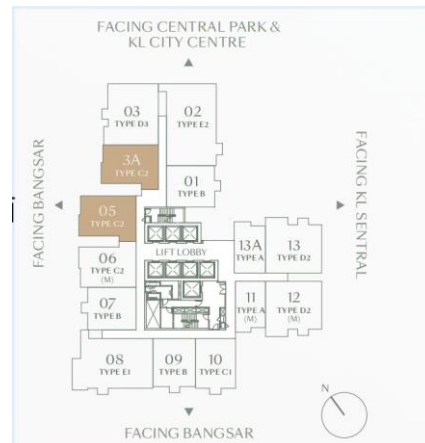 FACING CENTRAL PARK &
KL CITY CENTRE
03
TYPE D3
02
TYPE E2
3A
TYPE C2
01
TYPE B
FACING BANGSAR
05
TYPE C2
FACING KL SENTRAL
LIFT LOBBY
13A
TYPE A
13
TYPE D2
06
TYPE C2
(M)
07
TYPE B
11
TYPE A
(M)
12
TYPE D2
(M)
08
TYPE E1
09
TYPE B
10
TYPE C1
N
FACING BANGSAR